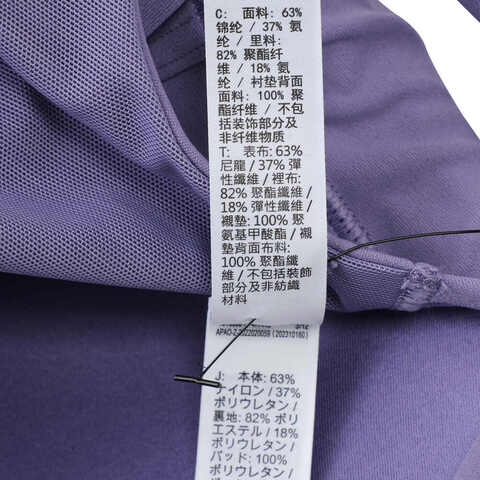 C: 面料: 63%
锦纶 / 37% 氨
纶 / 里料:
82% 聚酯纤
维 / 18% 氨
纶 / 衬垫背面
面料: 100% 聚
酯纤维 / 不包
括装饰部分及
非纤维物质
T: 表布: 63%
尼龍 / 37% 彈
性纖維 / 裡布:
82% 聚酯纖維 /
18% 彈性纖維 /
襯墊: 100% 聚
氨基甲酸酯 / 襯
墊背面布料:
100% 聚酯纖
維 / 不包括裝飾
部分及非紡織
材料
APAO-Z-2022020059 (20231016G)
J: 本体: 63%
ナイロン / 37%
ポリウレタン /
裏地: 82% ポリ
エステル / 18%
ポリウレタン /
パッド: 100%
ポリウレタン /